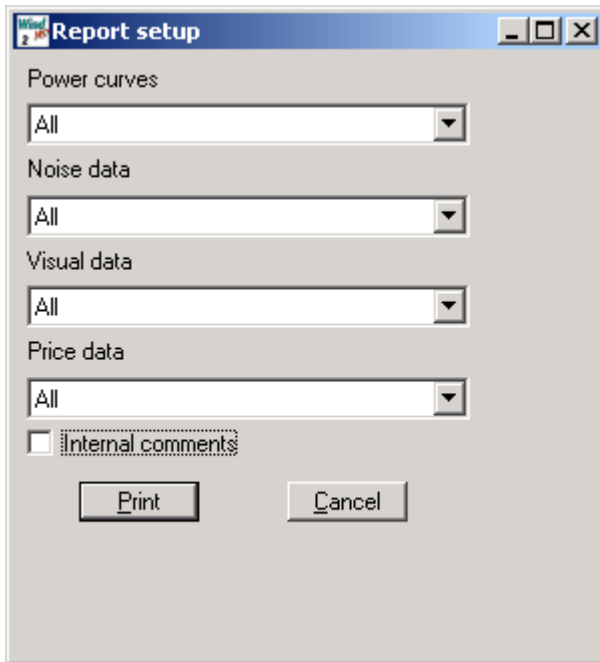 Report setup
Power curves
All
Noise data
All
Visual data
All
Price data
All
Internal comments
Print Cancel